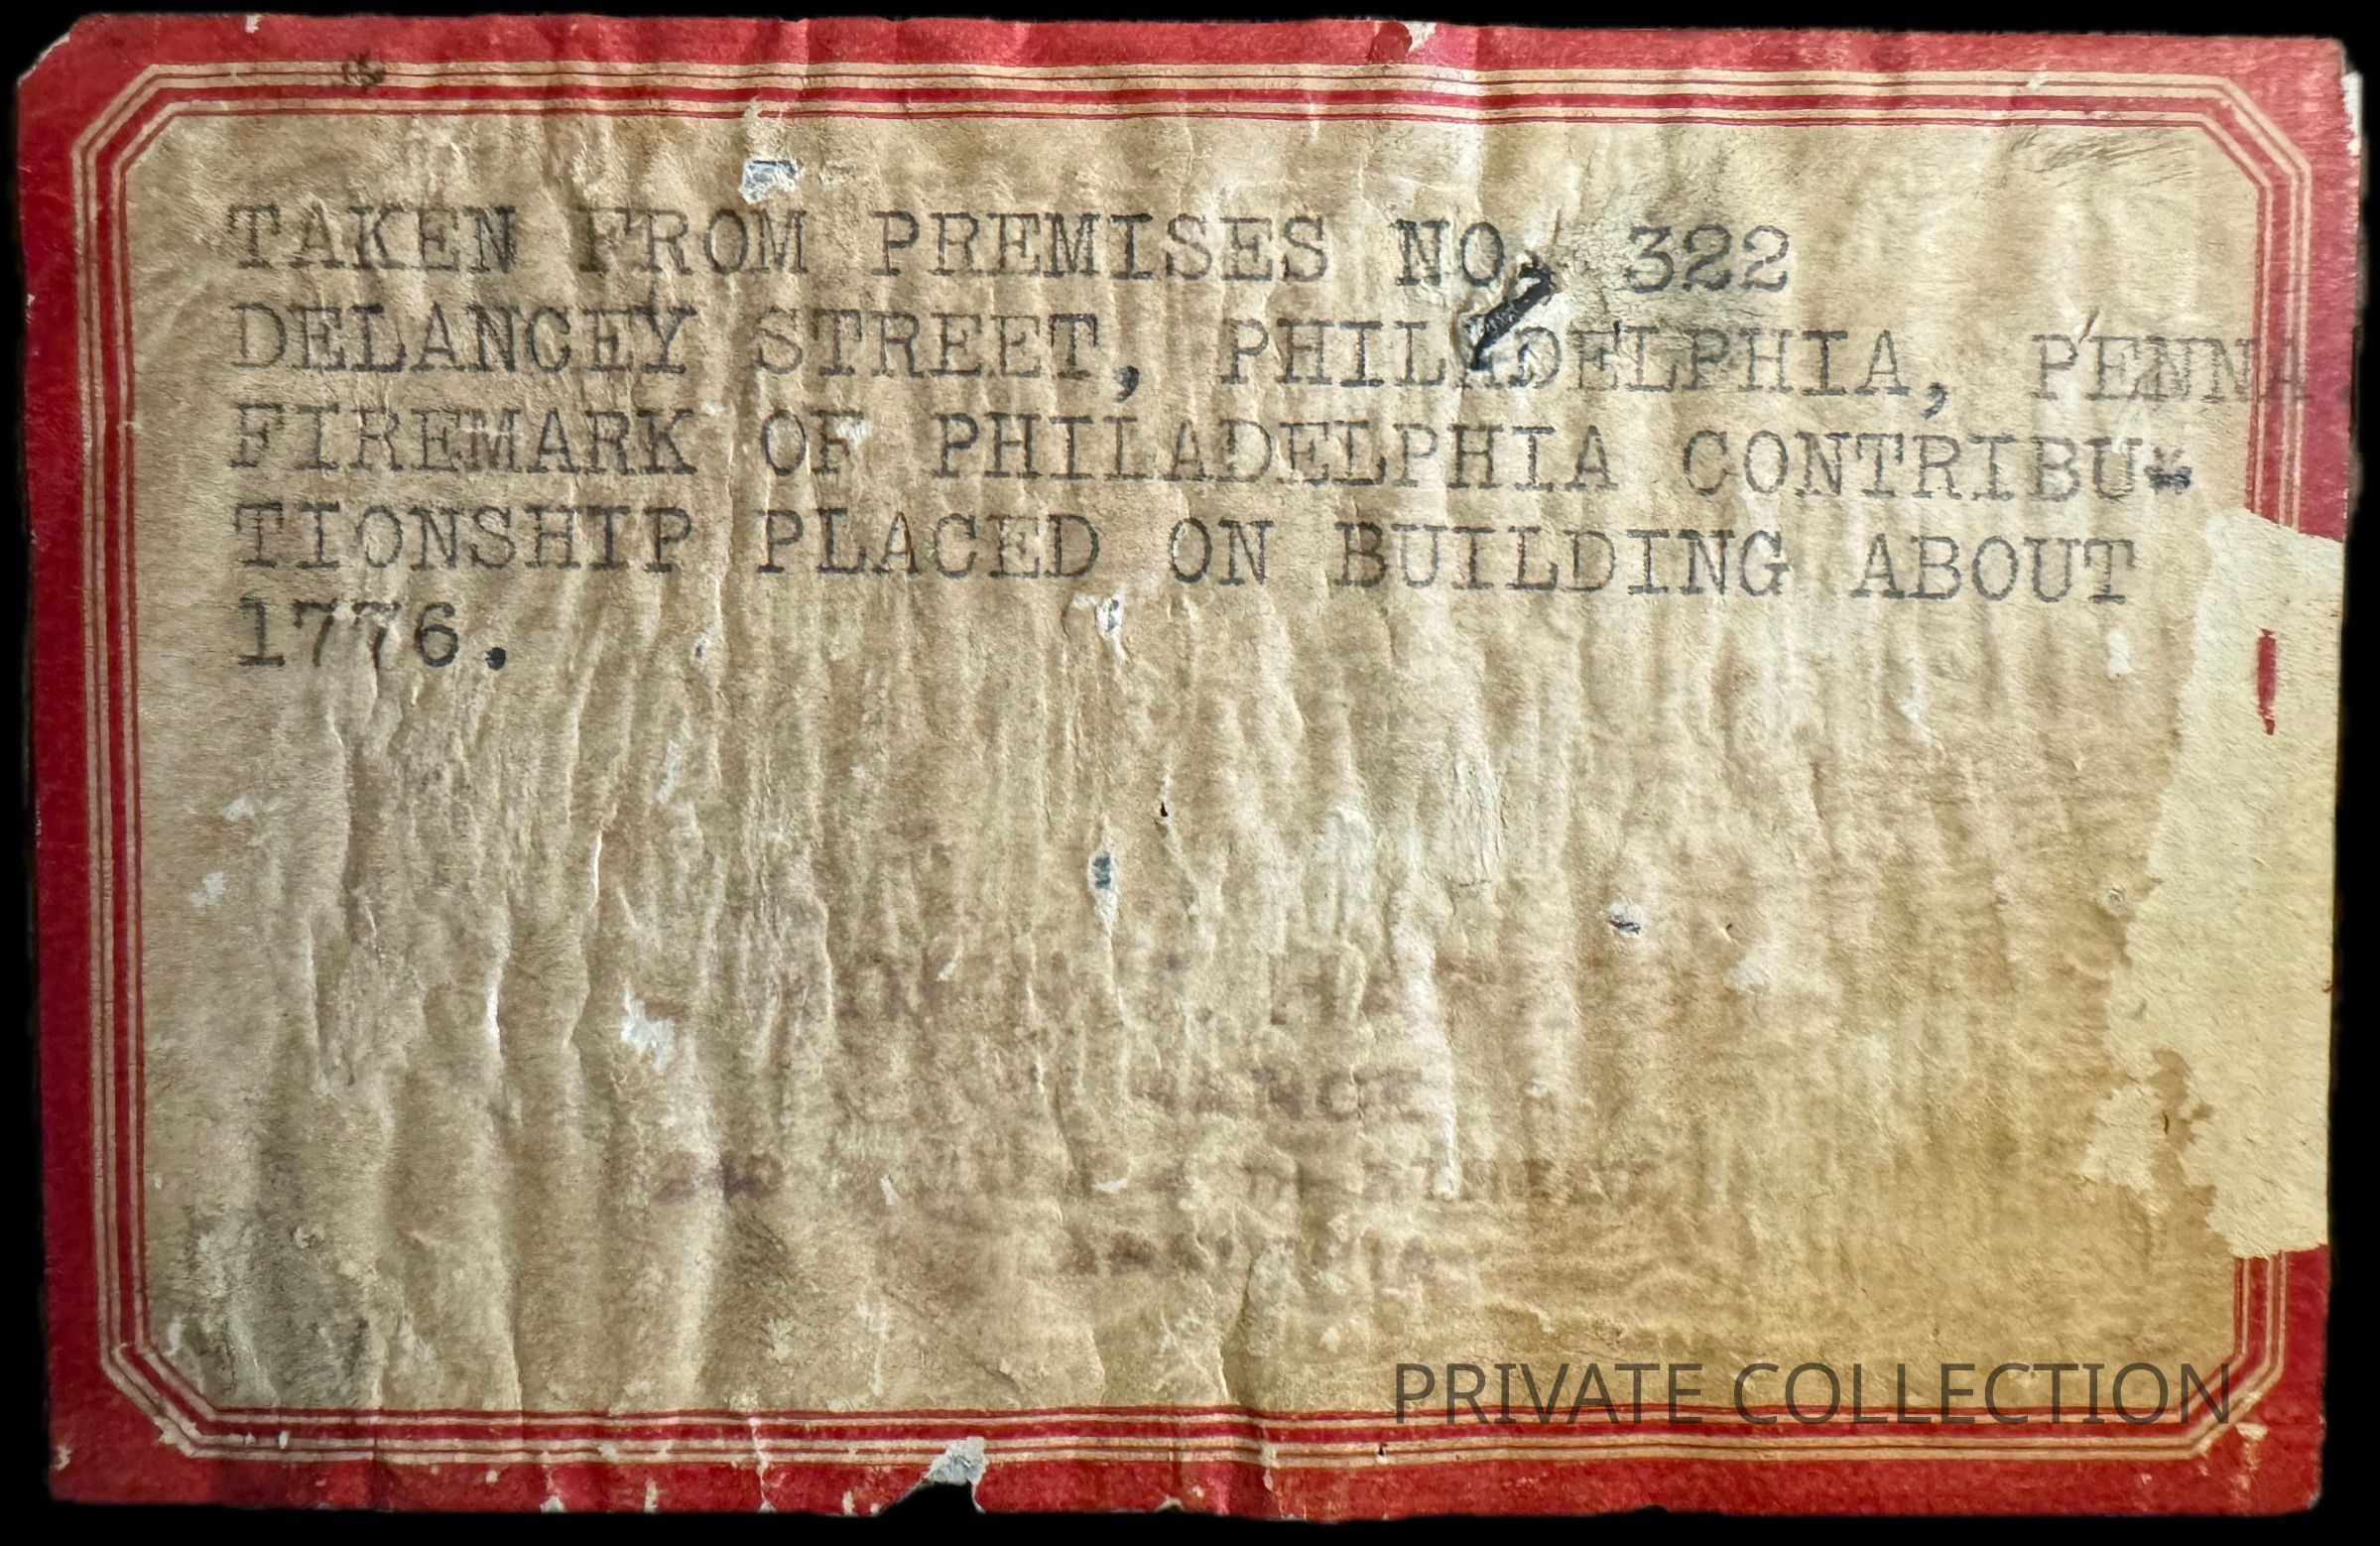 TAKEN FROM PREMISES NO. 322
DELANCEY STREET, PHILADELPHIA, PENNA.
FIREMARK OF PHILADELPHIA CONTRIBU-
TIONSHIP PLACED ON BUILDING ABOUT
1776.
PRIVATE COLLECTION